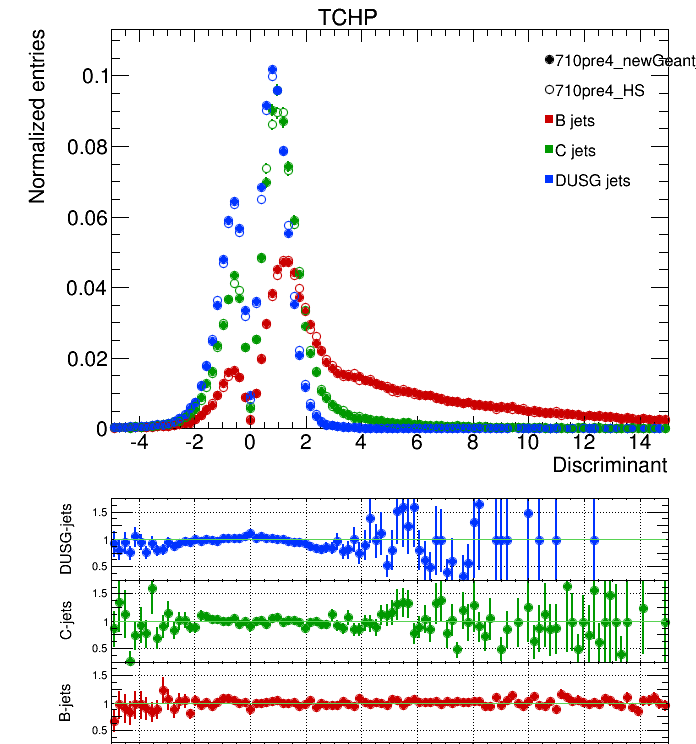 TCHP
Normalized entries
0.1
0.08
0.06
0.04
0.02
0
-4 -2 0 2 4 6 8 10 12 14
Discriminant
710pre4_newGeant
710pre4_HS
B jets
C jets
DUSG jets
DUSG-jets
1.5
1
0.5
C-jets
1.5
1
0.5
B-jets
1.5
1
0.5